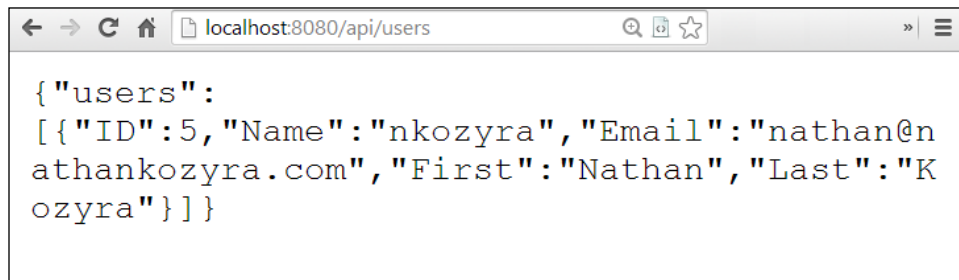 localhost:8080/api/users
»
{"users":
[{"ID":5,"Name":"nkozyra","Email":"nathan@n
athankozyra.com","First":"Nathan","Last":"K
ozyra"}]}